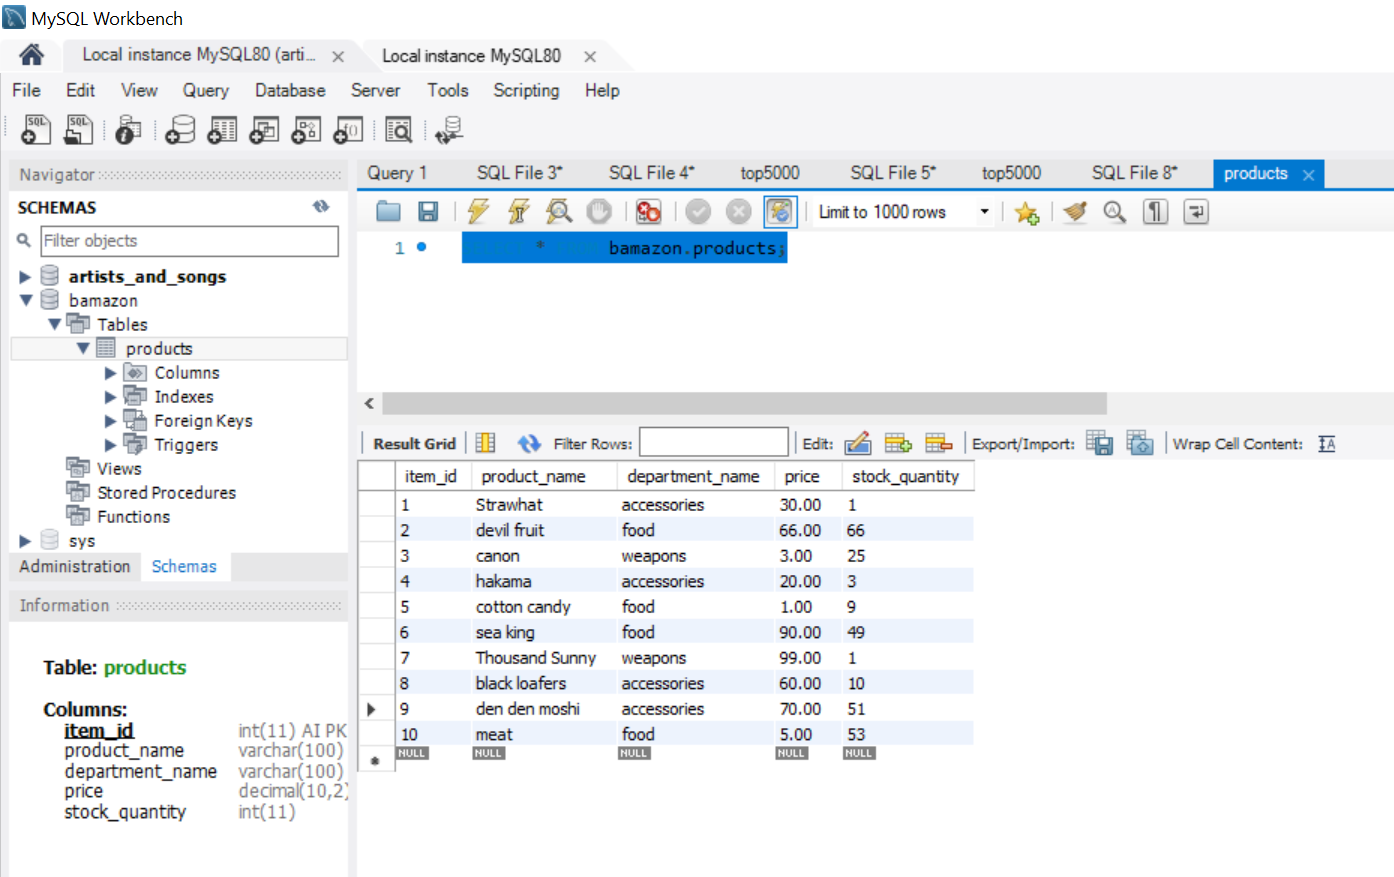 MySQL Workbench
Local instance MySQL80 (arti... Local instance MySQL80
File Edit View Query Database Server Tools Scripting Help
Navigator
SCHEMAS
Filter objects
artists_and_songs
bamazon
Tables
products
Columns
Indexes
Foreign Keys
Triggers
Views
Stored Procedures
Functions
sys
Administration Schemas
Information
Table: products
Columns:
item_id int(11) AI PK
product_name varchar(100)
department_name varchar(100)
price decimal(10,2)
stock_quantity int(11)
Query 1 SQL File 3* SQL File 4* top5000 SQL File 5* top5000 SQL File 8* products
Limit to 1000 rows
1 * bamazon.products;
Result Grid Filter Rows: Edit: Export/Import: Wrap Cell Content:
item_id product_name department_name price stock_quantity
1 Strawhat accessories 30.00 1
2 devil fruit food 66.00 66
3 canon weapons 3.00 25
4 hakama accessories 20.00 3
5 cotton candy food 1.00 9
6 sea king food 90.00 49
7 Thousand Sunny weapons 99.00 1
8 black loafers accessories 60.00 10
9 den den moshi accessories 70.00 51
10 meat food 5.00 53
NULL NULL NULL NULL NULL